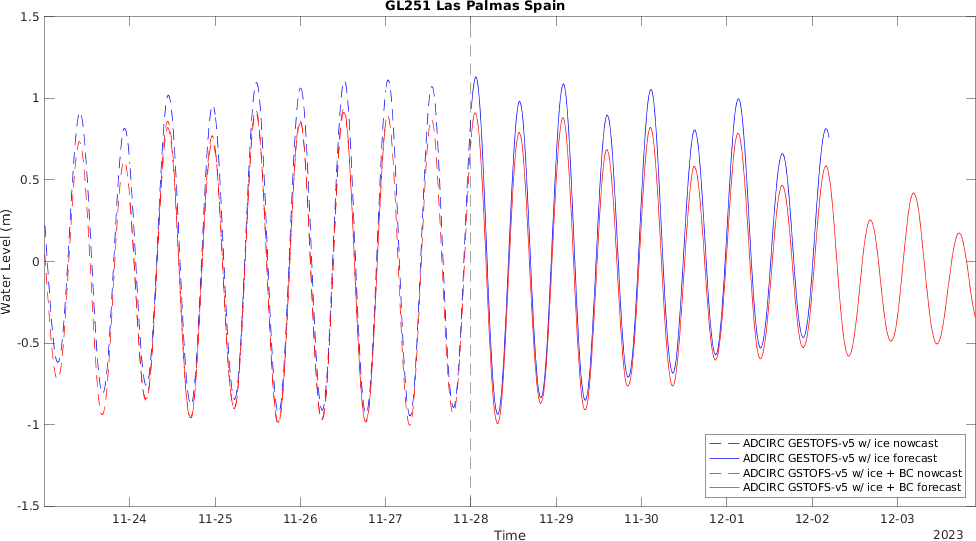 GL251 Las Palmas Spain
1.5
1
0.5
0
-0.5
-1
-1.5
Water Level (m)
11-24 11-25 11-26 11-27 11-28 11-29 11-30 12-01 12-02 12-03
Time
2023
ADCIRC GESTOFS-v5 w/ ice nowcast
ADCIRC GESTOFS-v5 w/ ice forecast
ADCIRC GSTOFS-v5 w/ ice + BC nowcast
ADCIRC GSTOFS-v5 w/ ice + BC forecast